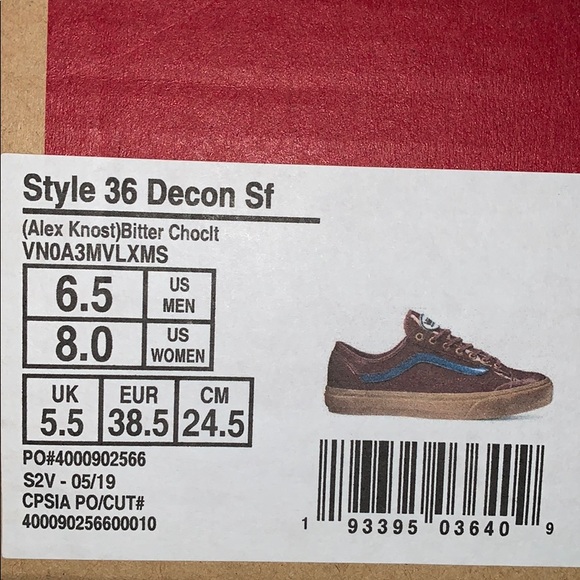 Style 36 Decon Sf
(Alex Knost)Bitter Choclt
VN0A3MVLXMS
6.5 US MEN
8.0 US WOMEN
UK EUR CM
5.5 38.5 24.5
PO#4000902566
S2V - 05/19
CPSIA PO/CUT#
400090256600010
1 93395 03640 9